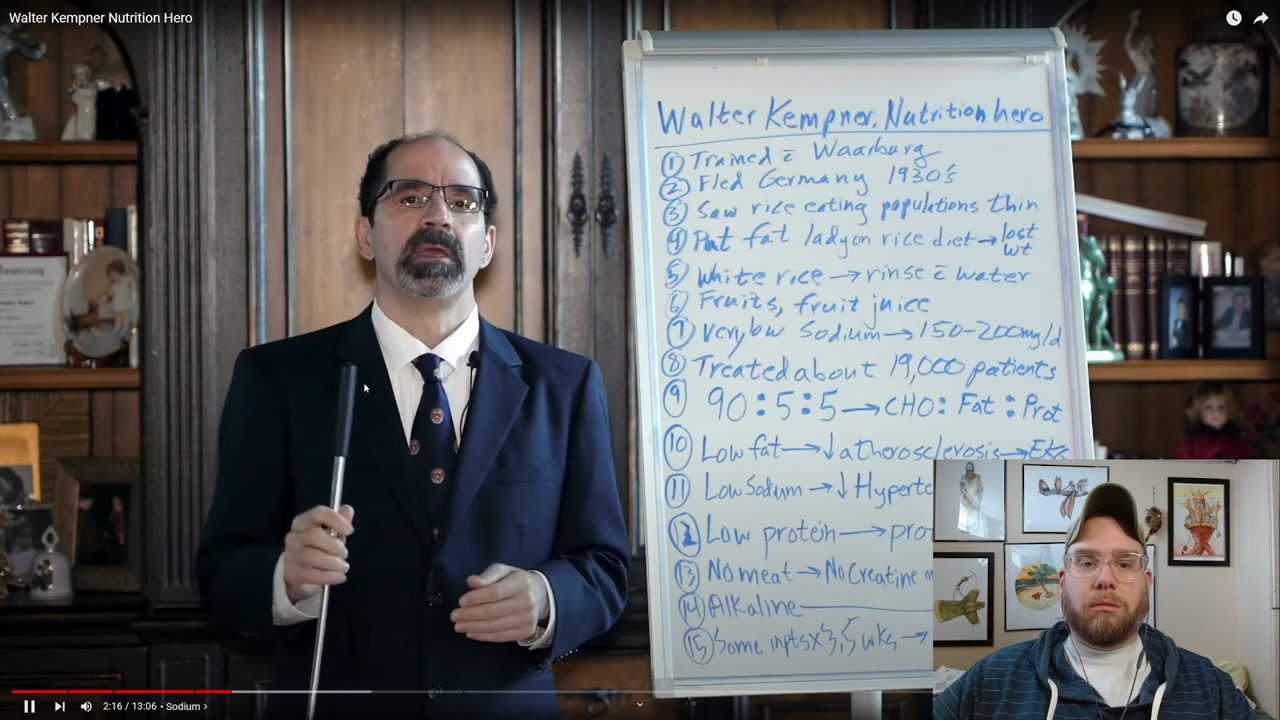 Walter Kempner Nutrition Hero
Walter Kempner. Nutrition hero
① Trained c̄ Waarburg
② Fled Germany 1930's
③ Saw rice eating populations thin
④ Put fat lady on rice diet → lost wt
⑤ White rice → rinse c̄ water
⑥ Fruits, fruit juice
⑦ Very low Sodium → 150-200mg/d
⑧ Treated about 19,000 patients
⑨ 90:5:5 → CHO: Fat: Prot
⑩ Low fat → ↓ atherosclerosis →
⑪ Low Sodium → ↓ Hyperte
⑫ Low protein → pro
⑬ No meat → No Creatine
⑭ Alkaline
⑮ Some inpts x 3,5 wks →
University
2:16 / 13:06 • Sodium ›